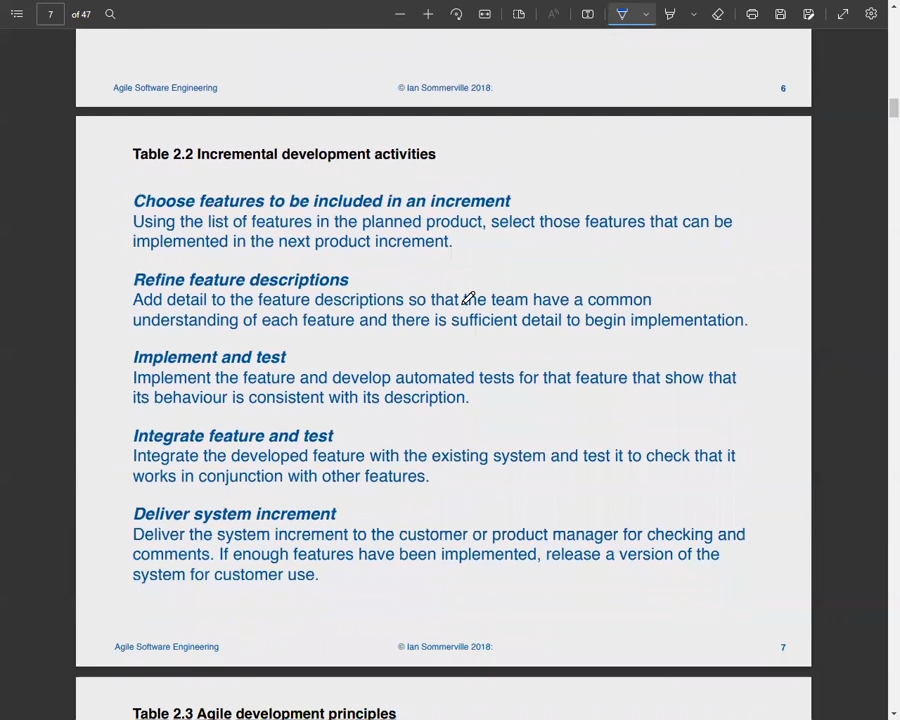 7 of 47
Agile Software Engineering © Ian Sommerville 2018: 6
Table 2.2 Incremental development activities
Choose features to be included in an increment
Using the list of features in the planned product, select those features that can be
implemented in the next product increment.
Refine feature descriptions
Add detail to the feature descriptions so that the team have a common
understanding of each feature and there is sufficient detail to begin implementation.
Implement and test
Implement the feature and develop automated tests for that feature that show that
its behaviour is consistent with its description.
Integrate feature and test
Integrate the developed feature with the existing system and test it to check that it
works in conjunction with other features.
Deliver system increment
Deliver the system increment to the customer or product manager for checking and
comments. If enough features have been implemented, release a version of the
system for customer use.
Agile Software Engineering © Ian Sommerville 2018: 7
Table 2.3 Agile development principles